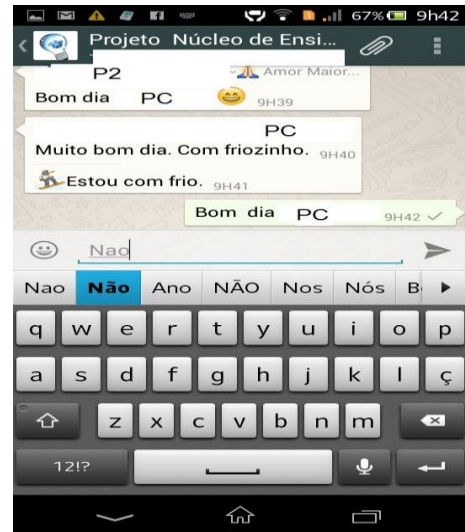 67% 9h42
Projeto Núcleo de Ensi...
P2 Amor Maior...
Bom dia PC 9H39
PC
Muito bom dia. Com friozinho. 9H40
Estou com frio. 9H41
Bom dia PC 9H42
Nao
Nao Não Ano NÃO Nos Nós
q w e r t y u i o p
a s d f g h j k l ç
z x c v b n m
12!?